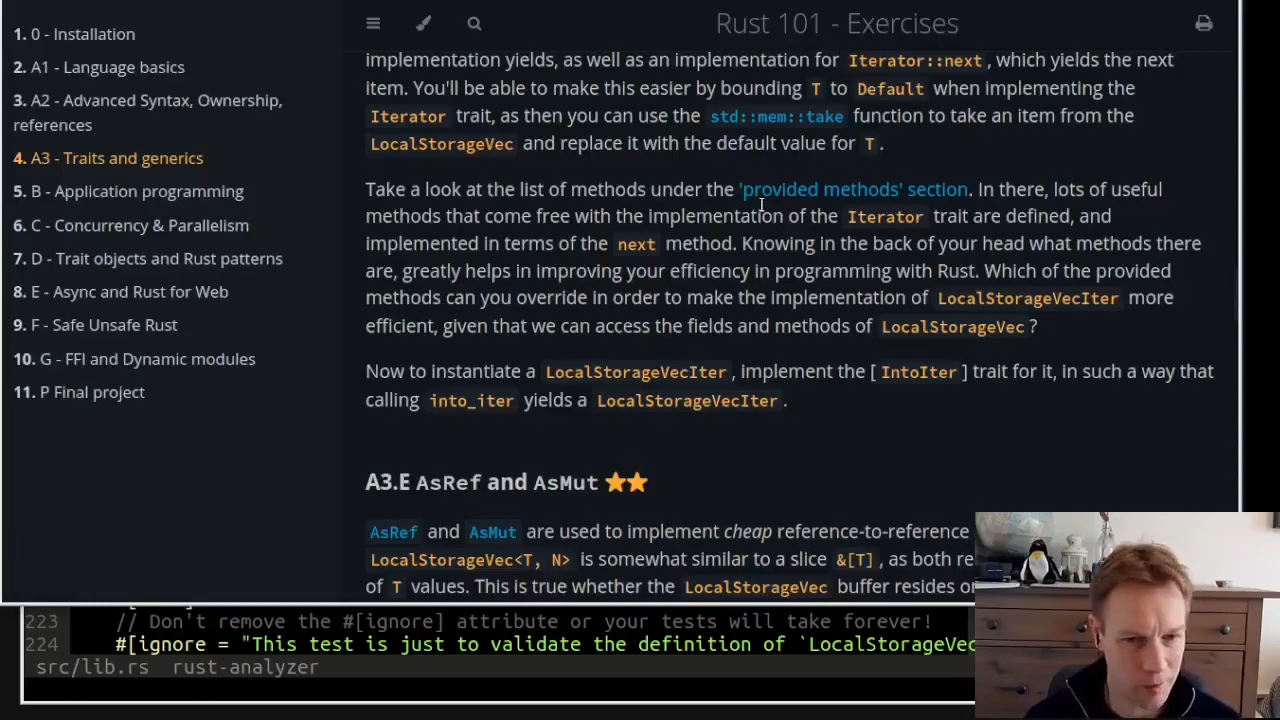 1. 0 - Installation
2. A1 - Language basics
3. A2 - Advanced Syntax, Ownership,
references
4. A3 - Traits and generics
5. B - Application programming
6. C - Concurrency & Parallelism
7. D - Trait objects and Rust patterns
8. E - Async and Rust for Web
9. F - Safe Unsafe Rust
10. G - FFI and Dynamic modules
11. P Final project
Rust 101 - Exercises
implementation yields, as well as an implementation for Iterator::next, which yields the next
item. You'll be able to make this easier by bounding T to Default when implementing the
Iterator trait, as then you can use the std::mem::take function to take an item from the
LocalStorageVec and replace it with the default value for T.
Take a look at the list of methods under the 'provided methods' section. In there, lots of useful
methods that come free with the implementation of the Iterator trait are defined, and
implemented in terms of the next method. Knowing in the back of your head what methods there
are, greatly helps in improving your efficiency in programming with Rust. Which of the provided
methods can you override in order to make the implementation of LocalStorageVecIter more
efficient, given that we can access the fields and methods of LocalStorageVec?
Now to instantiate a LocalStorageVecIter, implement the [IntoIter] trait for it, in such a way that
calling into_iter yields a LocalStorageVecIter.
A3.E AsRef and AsMut ⭐⭐
AsRef and AsMut are used to implement cheap reference-to-reference
LocalStorageVec<T, N> is somewhat similar to a slice &[T], as both re
of T values. This is true whether the LocalStorageVec buffer resides o
223 // Don't remove the #[ignore] attribute or your tests will take forever!
224 #[ignore = "This test is just to validate the definition of `LocalStorageVec
src/lib.rs rust-analyzer